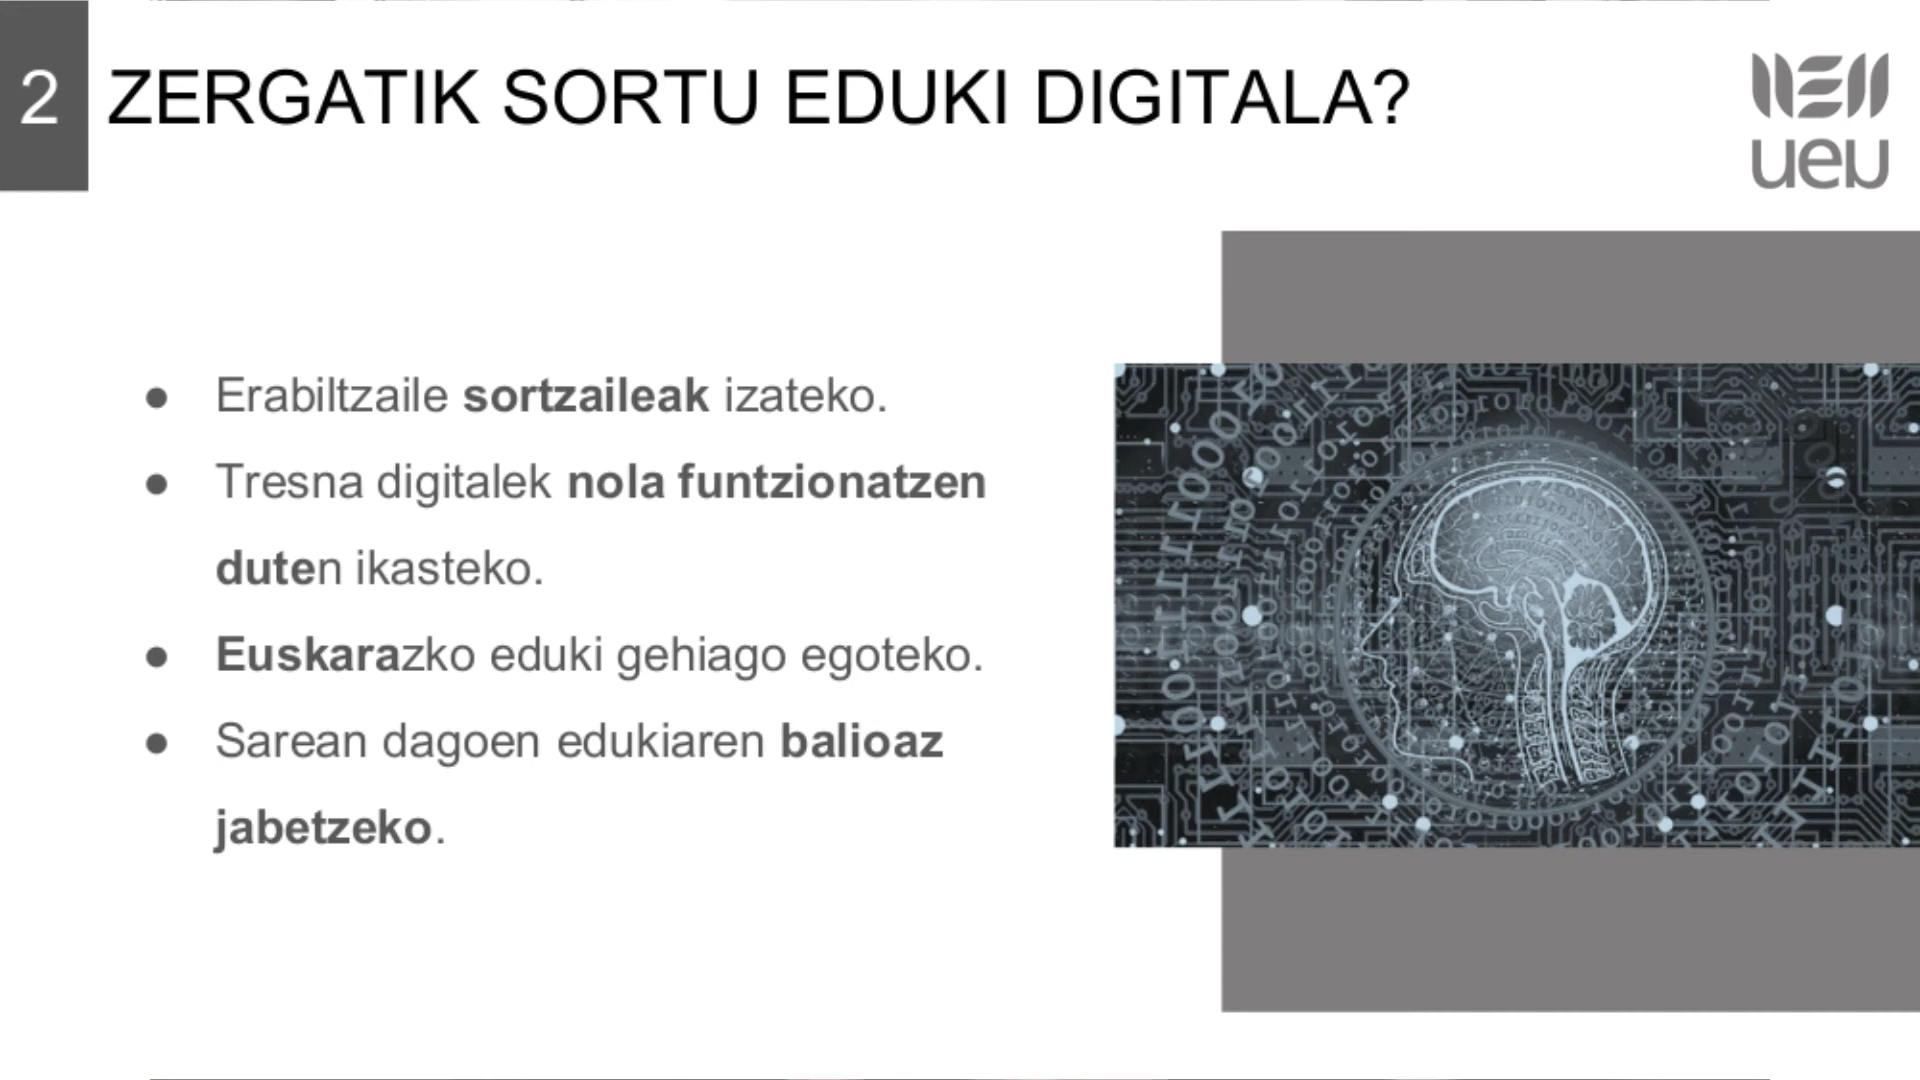 2
ZERGATIK SORTU EDUKI DIGITALA?
ueu
● Erabiltzaile sortzaileak izateko.
● Tresna digitalek nola funtzionatzen
duten ikasteko.
● Euskarazko eduki gehiago egoteko.
● Sarean dagoen edukiaren balioaz
jabetzeko.